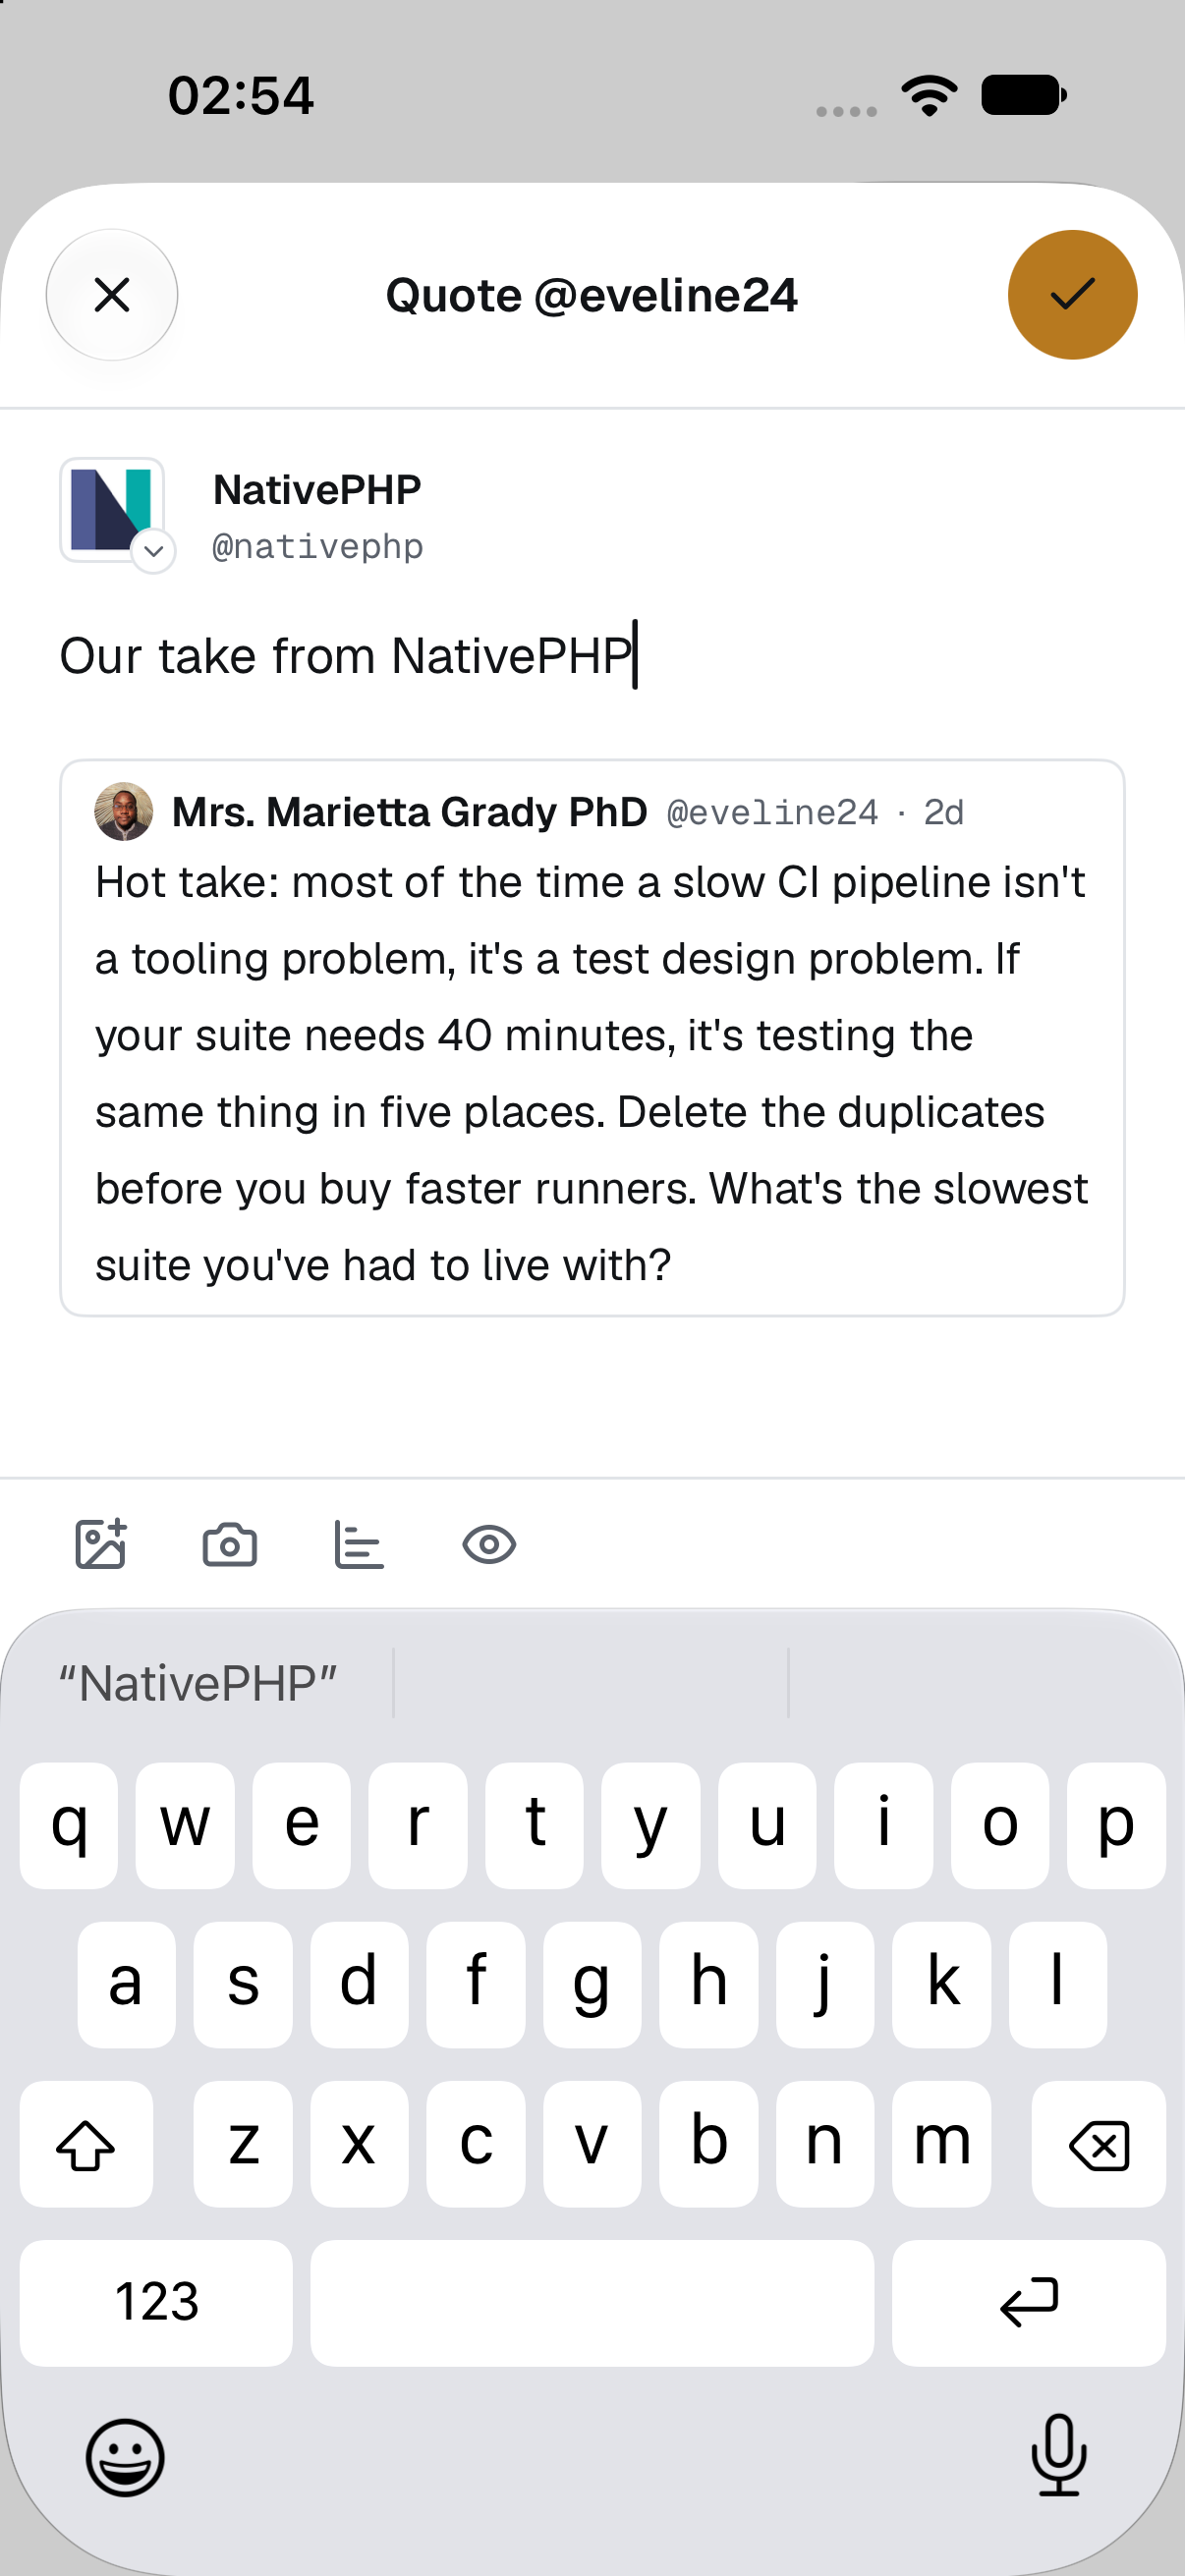 02:54
Quote @eveline24
NativePHP
@nativephp
Our take from NativePHP
Mrs. Marietta Grady PhD @eveline24 · 2d
Hot take: most of the time a slow CI pipeline isn't
a tooling problem, it's a test design problem. If
your suite needs 40 minutes, it's testing the
same thing in five places. Delete the duplicates
before you buy faster runners. What's the slowest
suite you've had to live with?
“NativePHP”
q w e r t y u i o p
a s d f g h j k l
z x c v b n m
123